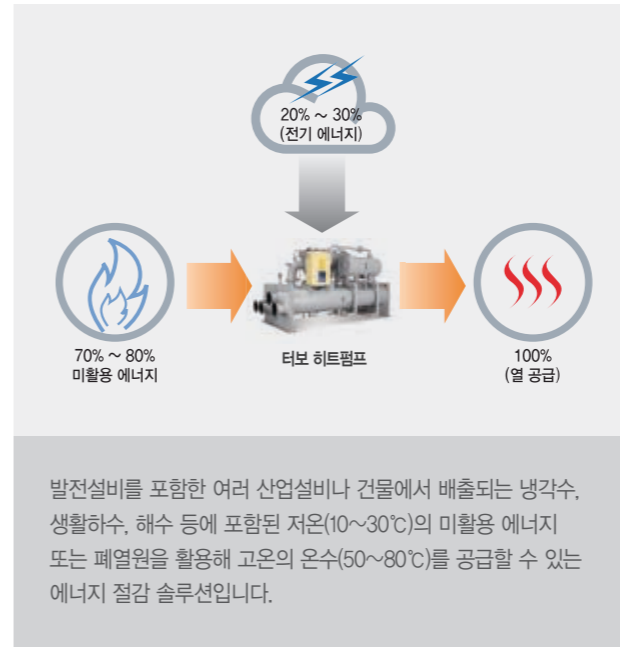 20% ~ 30%
(전기 에너지)
70% ~ 80%
미활용 에너지
터보 히트펌프
100%
(열 공급)
발전설비를 포함한 여러 산업설비나 건물에서 배출되는 냉각수,
생활하수, 해수 등에 포함된 저온(10~30℃)의 미활용 에너지
또는 폐열원을 활용해 고온의 온수(50~80℃)를 공급할 수 있는
에너지 절감 솔루션입니다.